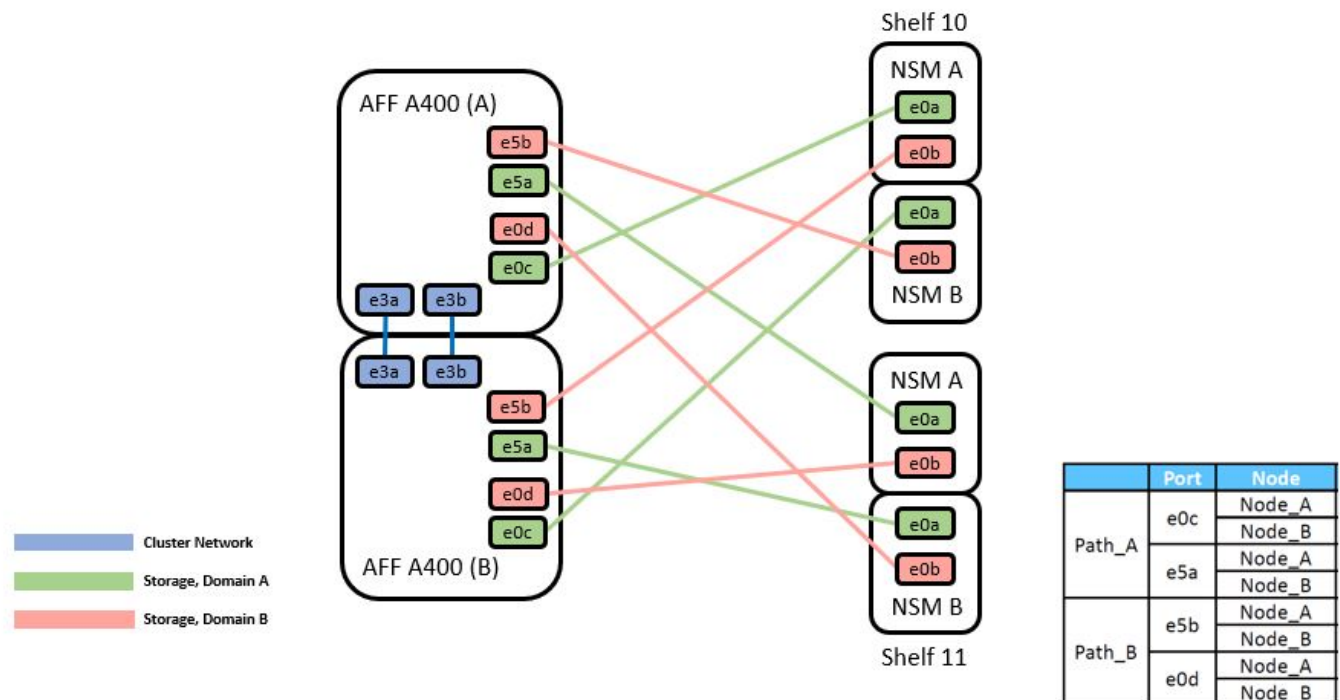 Shelf 10
NSM A
e0a
e0b
e0a
e0b
NSM B
AFF A400 (A)
e5b
e5a
e0d
e0c
e3a e3b
e3a e3b
e5b
e5a
e0d
e0c
AFF A400 (B)
NSM A
e0a
e0b
e0a
e0b
NSM B
Shelf 11
Cluster Network
Storage, Domain A
Storage, Domain B
Port Node
Path_A e0c Node_A
Node_B
e5a Node_A
Node_B
Path_B e5b Node_A
Node_B
e0d Node_A
Node_B